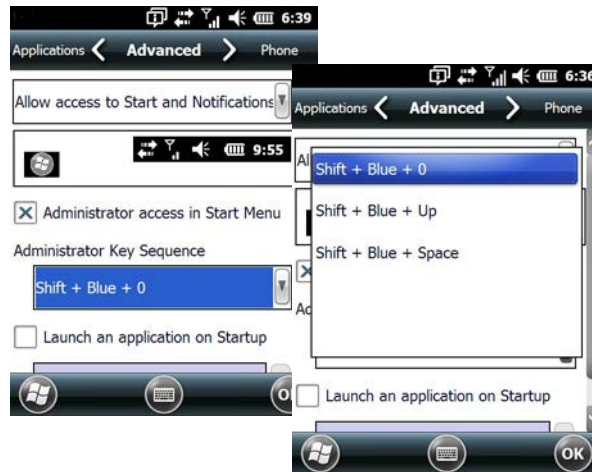 6:39
Applications Advanced Phone
Allow access to Start and Notifications
9:55
Administrator access in Start Menu
Administrator Key Sequence
Shift + Blue + 0
Launch an application on Startup
6:36
Applications Advanced Phone
Al
Shift + Blue + 0
Shift + Blue + Up
Shift + Blue + Space
Ad
Launch an application on Startup
OK